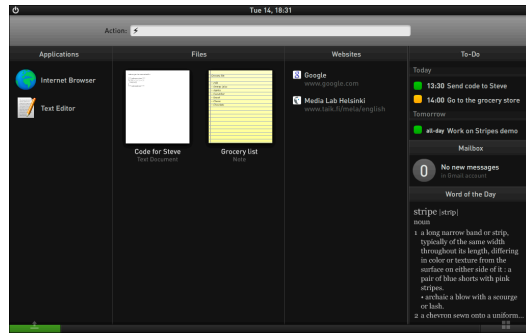 Tue 14, 18:31
Action:
Applications
Files
Websites
To-Do
Internet Browser
Text Editor
Code for Steve
Text Document
Grocery list
Note
Google
www.google.com
Media Lab Helsinki
www.taik.fi/meia/english
Today
13:30 Send code to Steve
14:00 Go to the grocery store
Tomorrow
all-day Work on Stripes demo
Mailbox
0
No new messages
in Gmail account
Word of the Day
stripe |strīp|
noun
1 a long narrow band or strip,
typically of the same width
throughout its length, differing
in color or texture from the
surface on either side of it : a
pair of blue shorts with pink
stripes.
• archaic a blow with a scourge
or lash.
2 a chevron sewn onto a uniform...